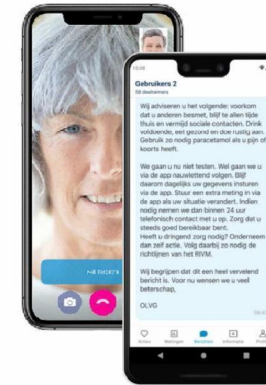 Gebruikers 2
58 deelnemers
Wij adviseren u het volgende: voorkom
dat u anderen besmet, blijf te allen tijde
thuis en vermijd sociale contacten. Drink
voldoende, eet gezond en doe rustig aan.
Gebruik zo nodig paracetamol als u pijn of
koorts heeft.
We gaan u nu niet testen. Wel gaan we u
via de app nauwlettend volgen. Blijf
daarom dagelijks uw gegevens insturen
via de app. Stuur een extra meting in via
de app als uw situatie verandert. Indien
nodig nemen we dan binnen 24 uur
telefonisch contact met u op. Zorg dat u
steeds goed bereikbaar bent.
Heeft u dringend zorg nodig? Onderneem
dan zelf actie. Volg daarbij zo nodig de
richtlijnen van het RIVM.
Wij begrijpen dat dit een heel vervelend
bericht is. Voor nu wensen we u veel
beterschap,
OLVG
Acties Metingen Berichten Informatie